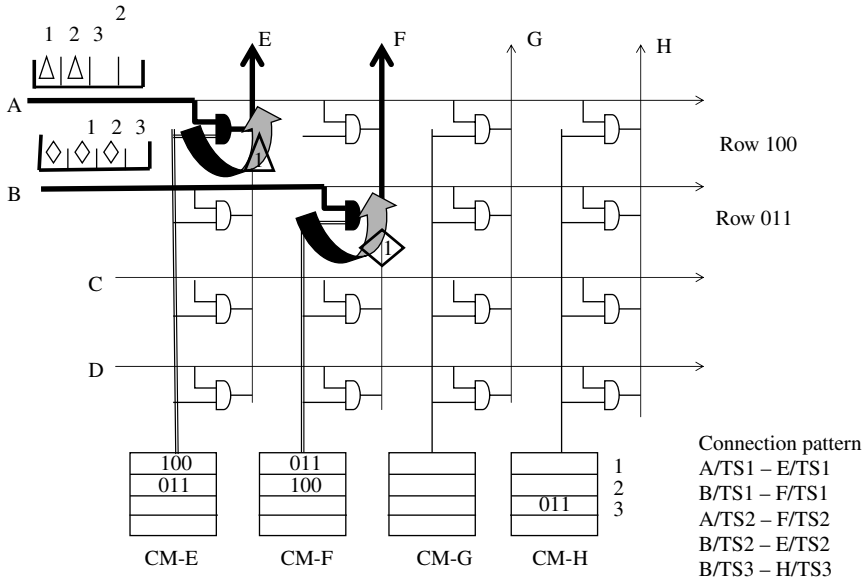 2
1 2 3
E
F
G
H
A
1 2 3
1
Row 100
B
Row 011
1
C
D
100
011
011
100
011
1
2
3
CM-E
CM-F
CM-G
CM-H
Connection pattern
A/TS1 – E/TS1
B/TS1 – F/TS1
A/TS2 – F/TS2
B/TS2 – E/TS2
B/TS3 – H/TS3